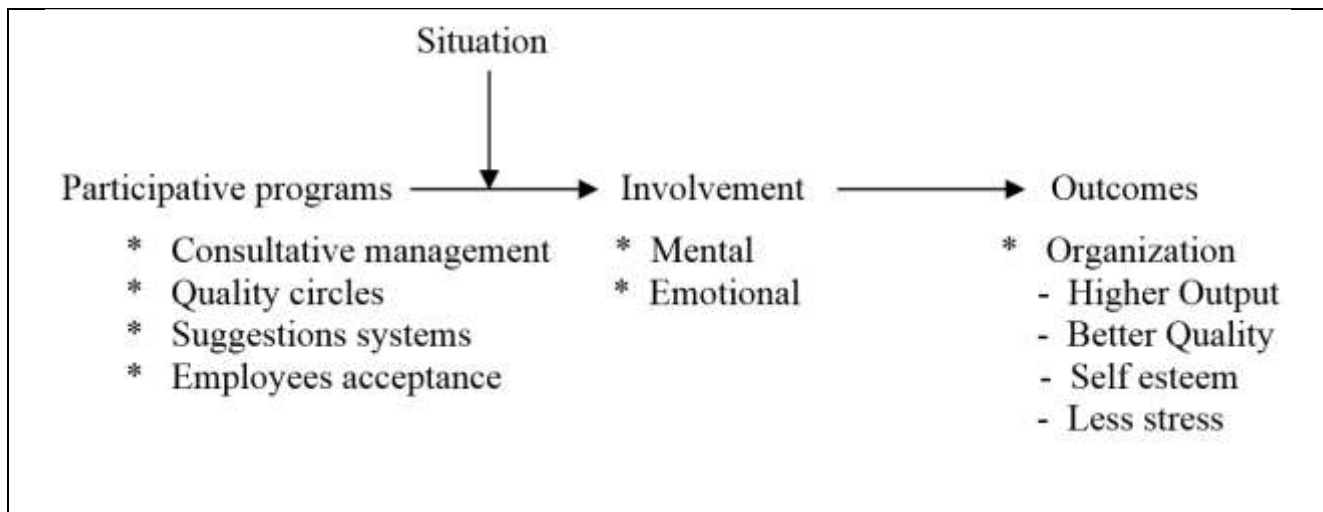 Situation
Participative programs
Involvement
Outcomes
* Consultative management
* Quality circles
* Suggestions systems
* Employees acceptance
* Mental
* Emotional
* Organization
- Higher Output
- Better Quality
- Self esteem
- Less stress